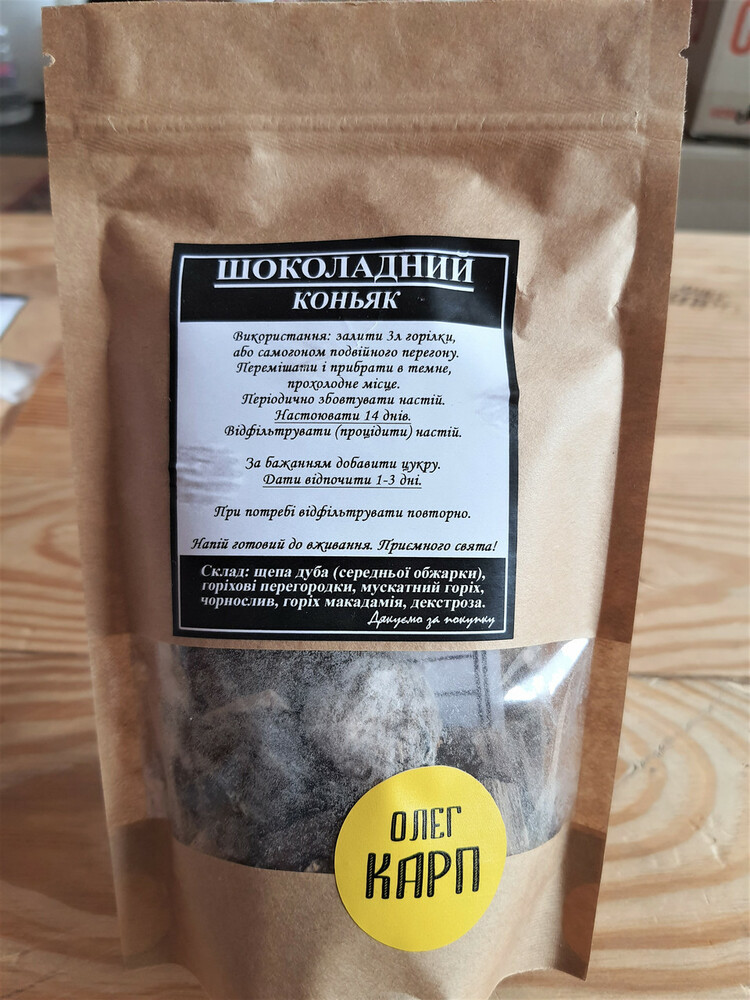 ШОКОЛАДНИЙ
КОНЬЯК
Використання: залити 3л горілки,
або самогоном подвійного перегону.
Перемішати і прибрати в темне,
прохолодне місце.
Періодично збовтувати настій.
Настоювати 14 днів.
Відфільтрувати (процідити) настій.
За бажанням добавити цукру.
Дати відпочити 1-3 дні.
При потребі відфільтрувати повторно.
Напій готовий до вживання. Приємного свята!
Склад: щепа дуба (середньої обжарки),
горіхові перегородки, мускатний горіх,
чорнослив, горіх макадамія, декстроза.
Дякуємо за покупку
ОЛЕГ
КАРП